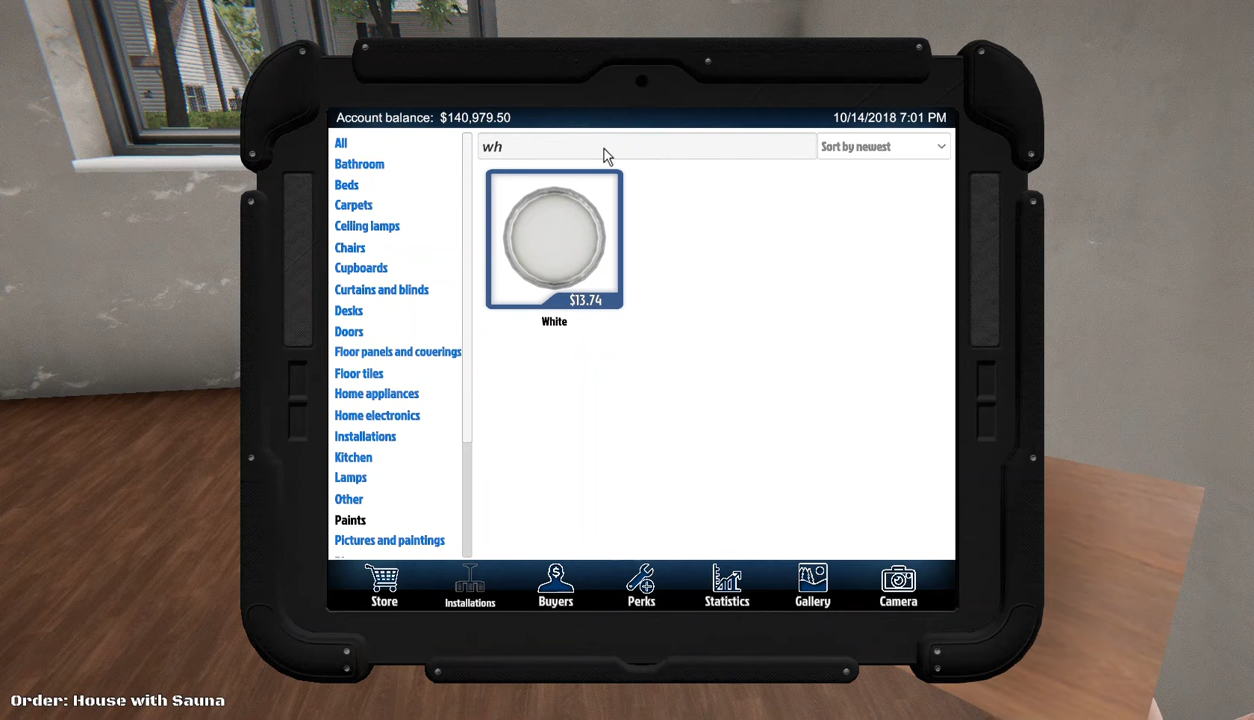 Account balance: $140,979.50
10/14/2018 7:01 PM
All
Bathroom
Beds
Carpets
Ceiling lamps
Chairs
Cupboards
Curtains and blinds
Desks
Doors
Floor panels and coverings
Floor tiles
Home appliances
Home electronics
Installations
Kitchen
Lamps
Other
Paints
Pictures and paintings
wh
Sort by newest
$13.74
White
Store
Installations
Buyers
Perks
Statistics
Gallery
Camera
Order: House with Sauna